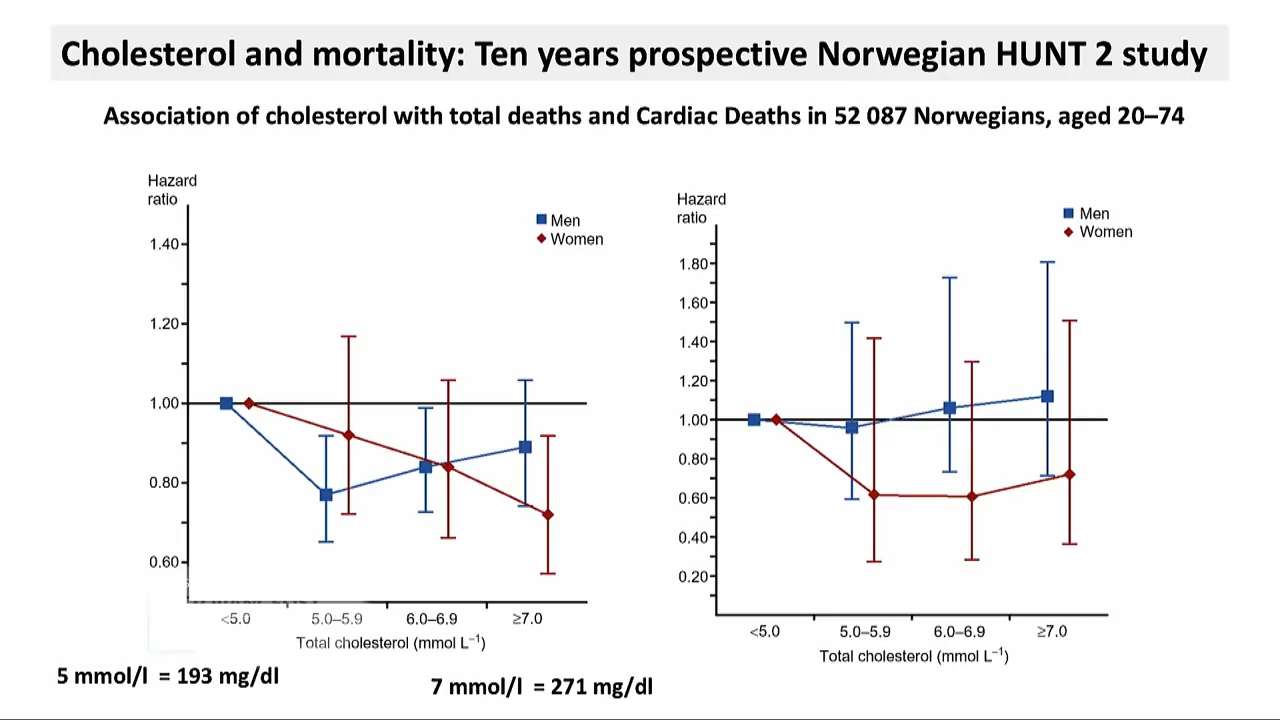 Cholesterol and mortality: Ten years prospective Norwegian HUNT 2 study
Association of cholesterol with total deaths and Cardiac Deaths in 52 087 Norwegians, aged 20–74
Hazard
ratio
Men
Women
1.40
1.20
1.00
0.80
0.60
<5.0
5.0–5.9
6.0–6.9
≥7.0
Total cholesterol (mmol L⁻¹)
Hazard
ratio
Men
Women
1.80
1.60
1.40
1.20
1.00
0.80
0.60
0.40
0.20
<5.0
5.0–5.9
6.0–6.9
≥7.0
Total cholesterol (mmol L⁻¹)
5 mmol/l = 193 mg/dl
7 mmol/l = 271 mg/dl